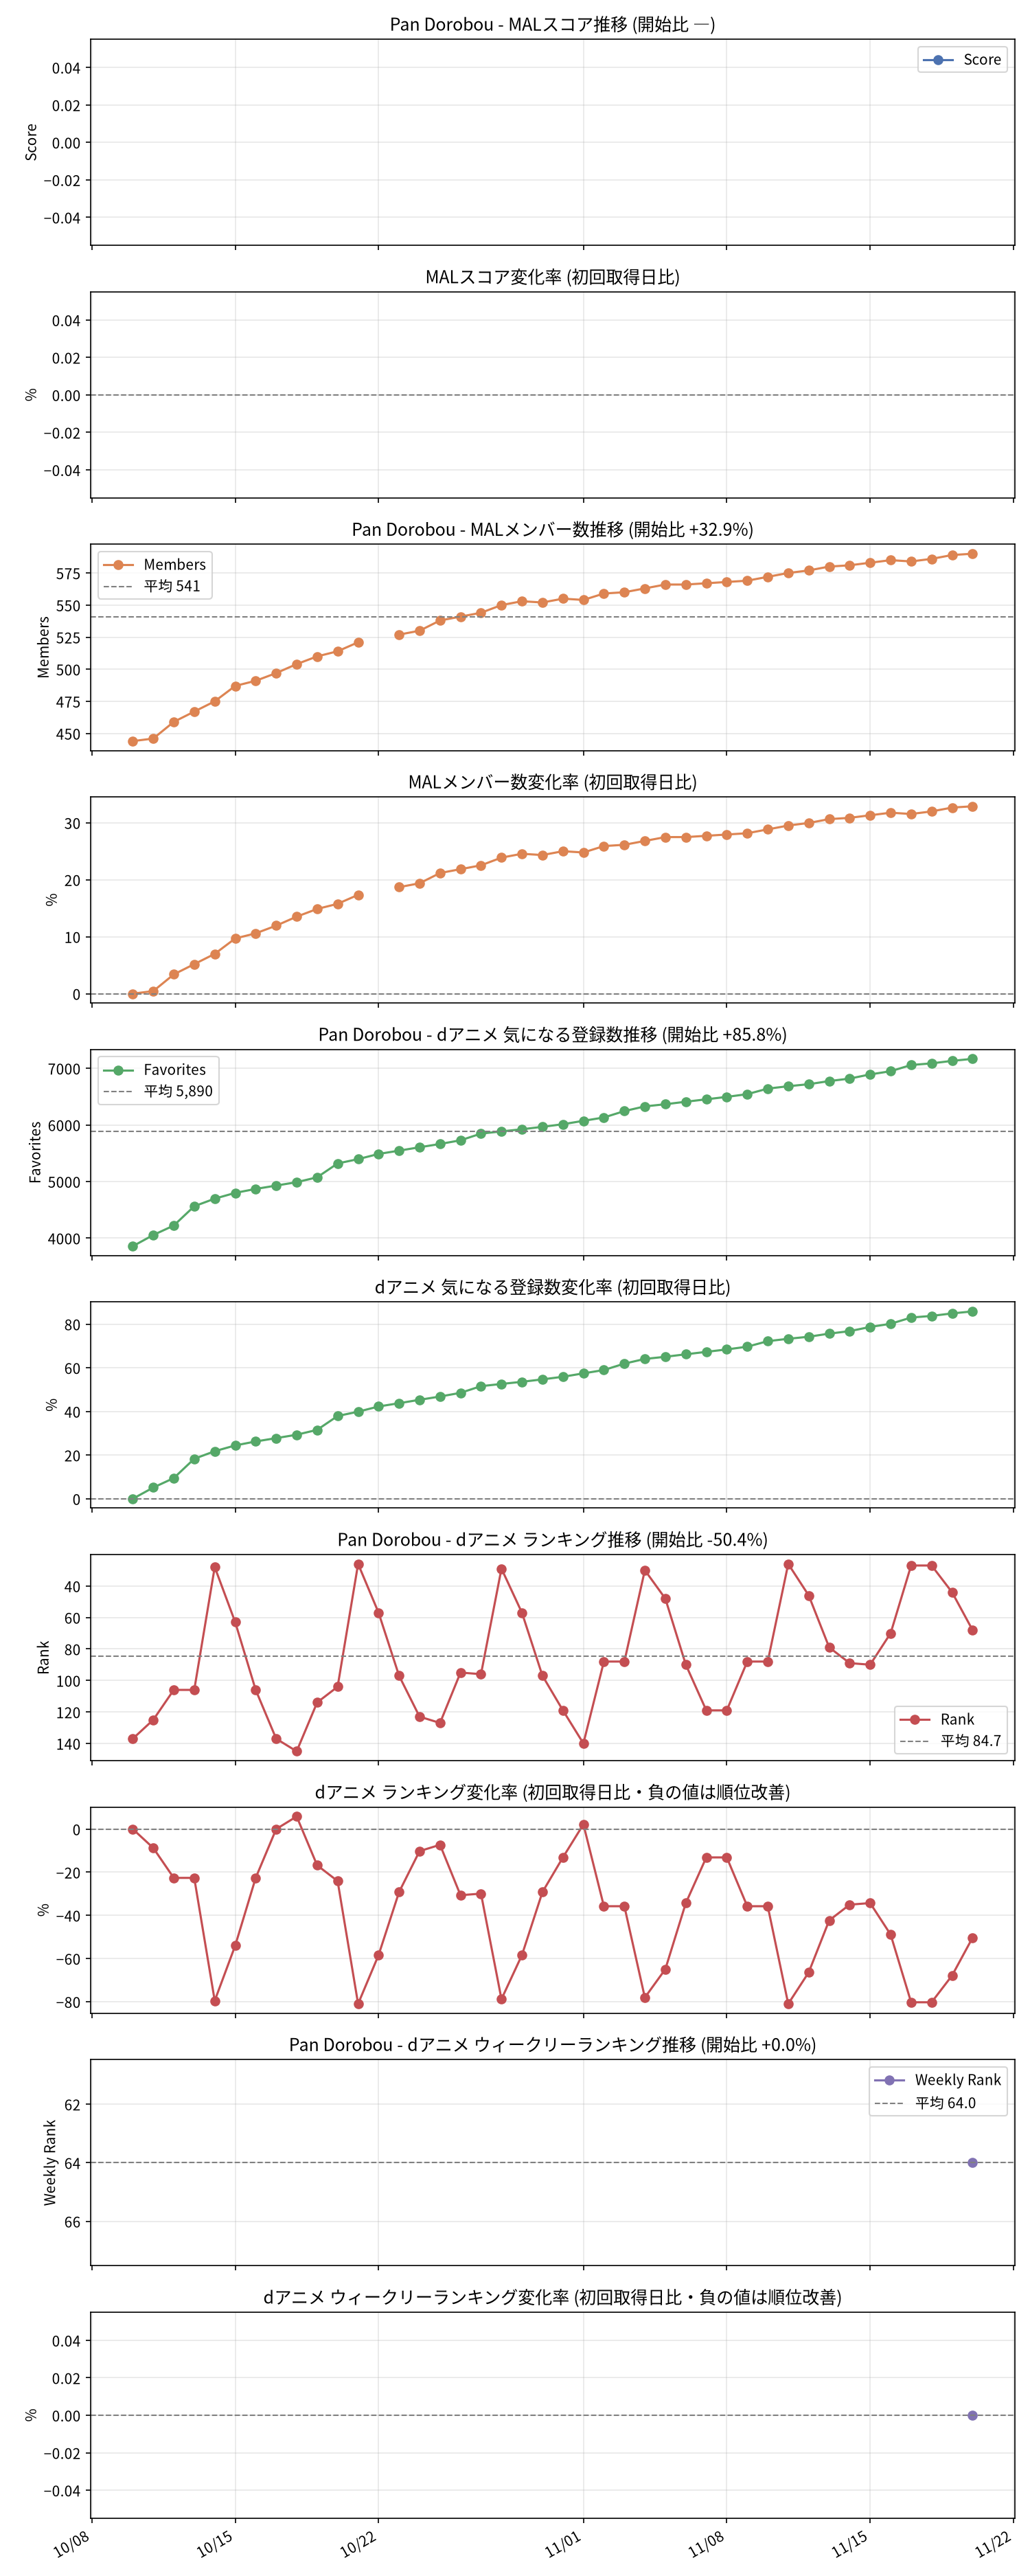 Pan Dorobou - MALスコア推移 (開始比 —)
Score
0.04
0.02
0.00
−0.02
−0.04
Score
MALスコア変化率 (初回取得日比)
0.04
0.02
0.00
−0.02
−0.04
%
Pan Dorobou - MALメンバー数推移 (開始比 +32.9%)
Members
平均 541
575
550
525
500
475
450
Members
MALメンバー数変化率 (初回取得日比)
30
20
10
0
%
Pan Dorobou - dアニメ 気になる登録数推移 (開始比 +85.8%)
Favorites
平均 5,890
7000
6000
5000
4000
Favorites
dアニメ 気になる登録数変化率 (初回取得日比)
80
60
40
20
0
%
Pan Dorobou - dアニメ ランキング推移 (開始比 -50.4%)
40
60
80
100
120
140
Rank
Rank
平均 84.7
dアニメ ランキング変化率 (初回取得日比・負の値は順位改善)
0
−20
−40
−60
−80
%
Pan Dorobou - dアニメ ウィークリーランキング推移 (開始比 +0.0%)
Weekly Rank
平均 64.0
62
64
66
Weekly Rank
dアニメ ウィークリーランキング変化率 (初回取得日比・負の値は順位改善)
0.04
0.02
0.00
−0.02
−0.04
%
10/08
10/15
10/22
11/01
11/08
11/15
11/22